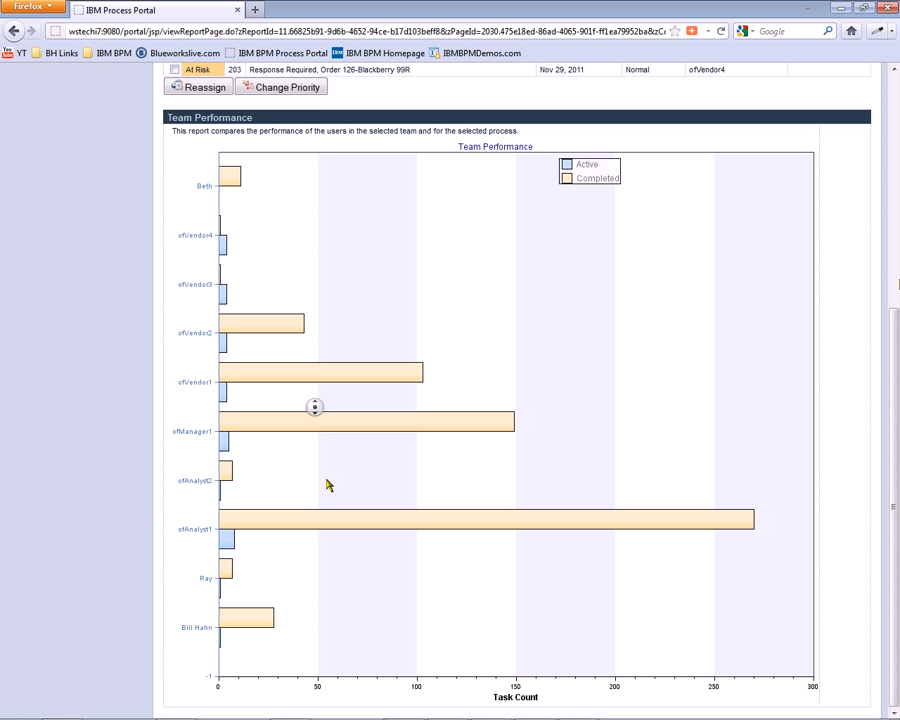 Firefox
IBM Process Portal
wstechi7:9080/portal/jsp/viewReportPage.do?zReportId=11.66825b91-9d6b-4652-94ce-b17d103beff8&zPageId=2030.475e18ed-86ad-4065-901f-ff1ea79952ba&zCo
Google
YT BH Links IBM BPM Blueworkslive.com IBM BPM Process Portal IBM BPM Homepage IBMBPMDemos.com
At Risk 203 Response Required, Order 126-Blackberry 99R Nov 29, 2011 Normal ofVendor4
Reassign Change Priority
Team Performance
This report compares the performance of the users in the selected team and for the selected process.
Team Performance
Active
Completed
Beth
ofVendor4
ofVendor3
ofVendor2
ofVendor1
ofManager1
ofAnalyst2
ofAnalyst1
Ray
Bill Hahn
-1
0 50 100 150 200 250 300
Task Count